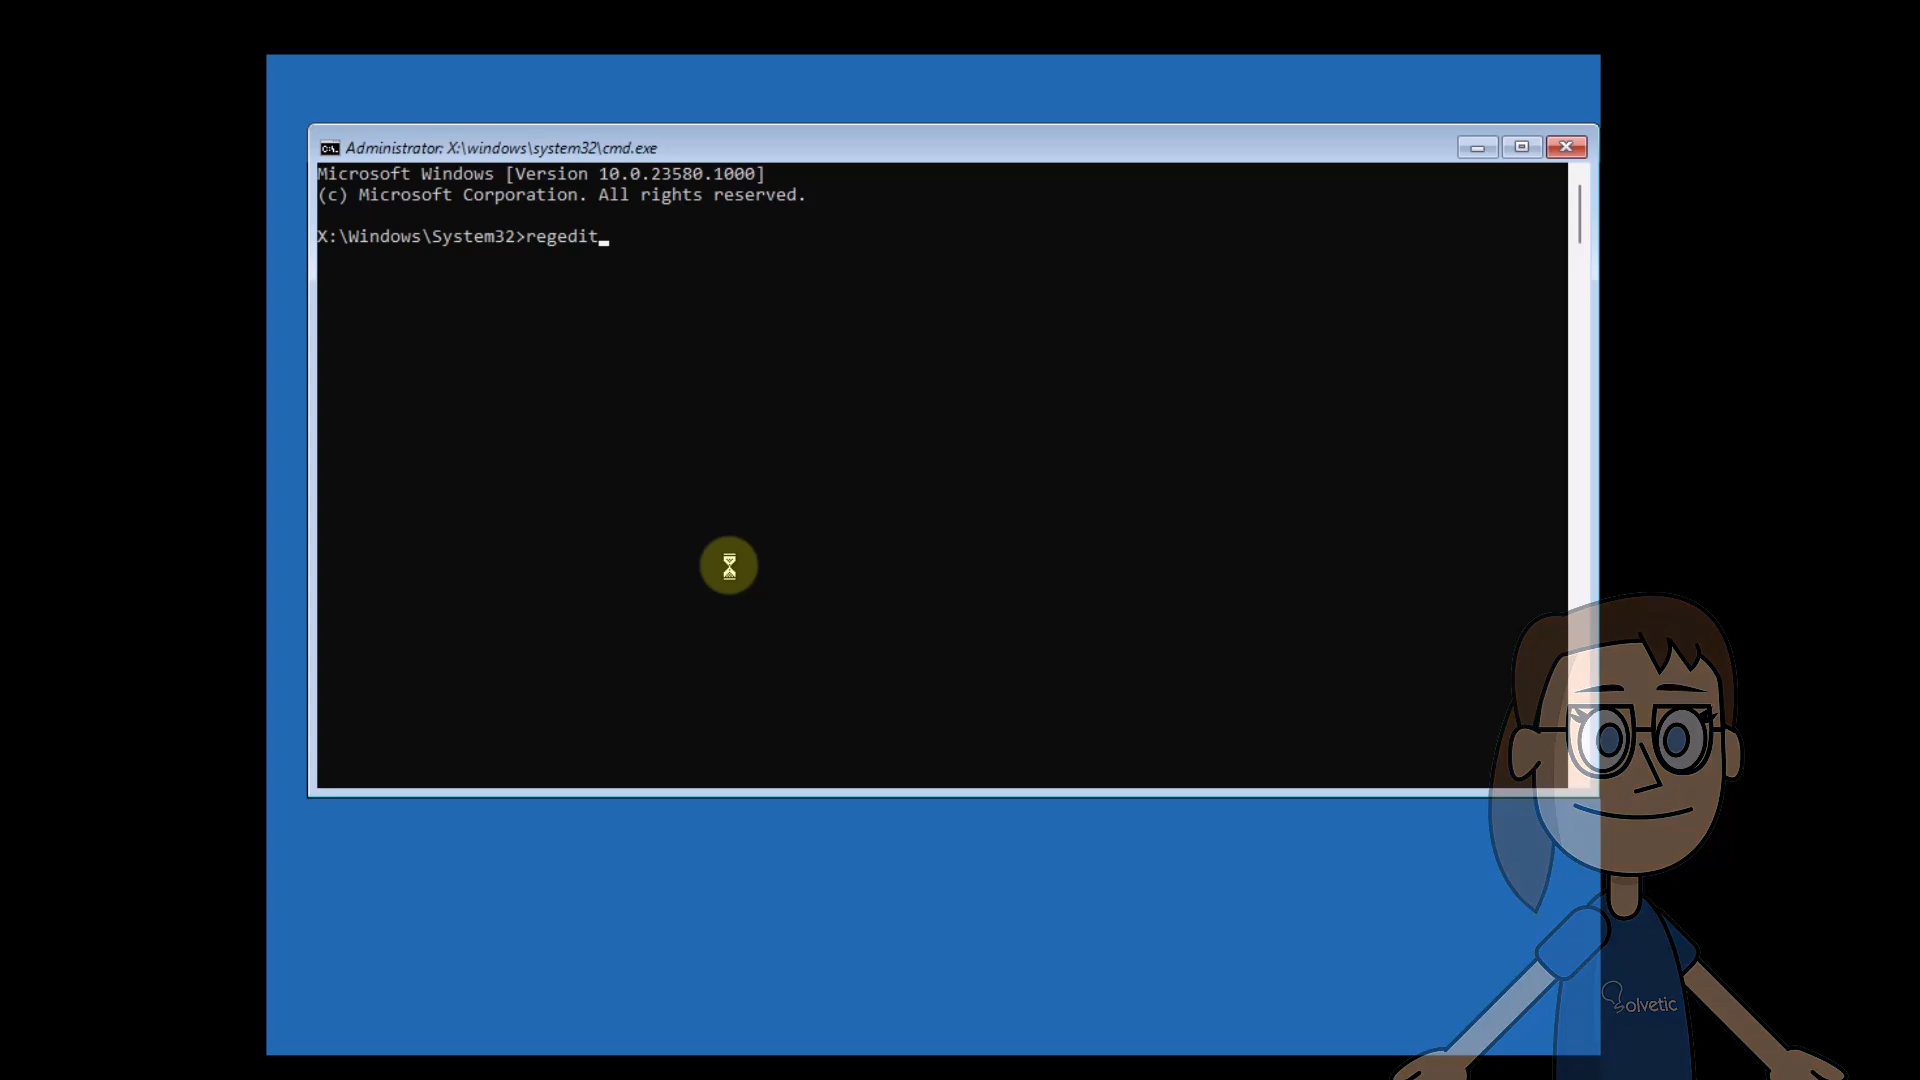 Administrator: X:\windows\system32\cmd.exe
Microsoft Windows [Version 10.0.23580.1000]
(c) Microsoft Corporation. All rights reserved.
X:\Windows\System32>regedit
Solvetic